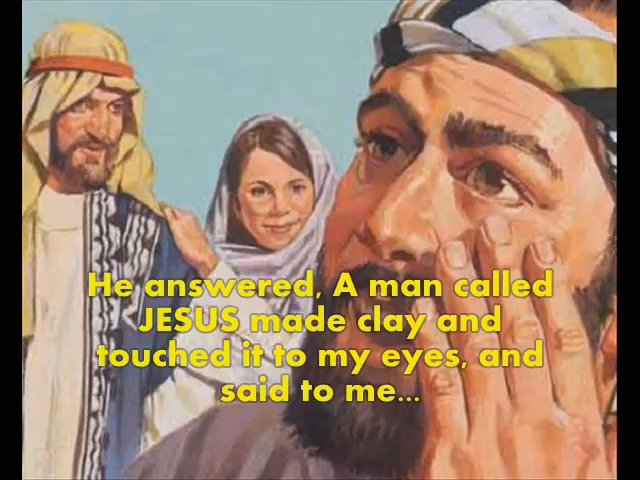 He answered, A man called
JESUS made clay and
touched it to my eyes, and
said to me...